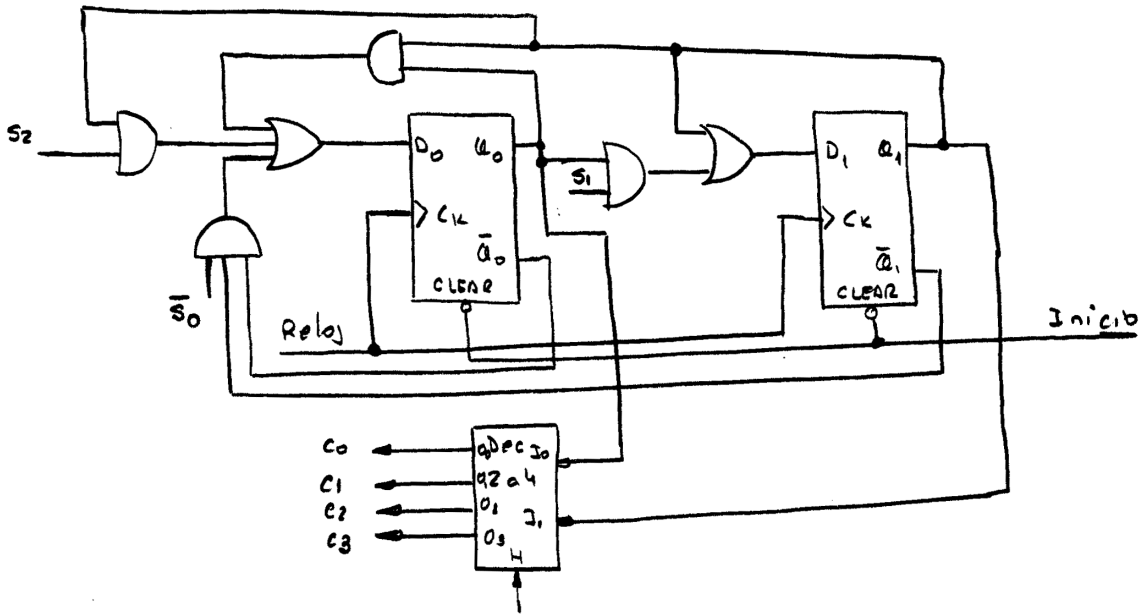 S2
D0 Q0
S1
D1 Q1
CK
CK
Q̅0
Q̅1
CLEAR
CLEAR
S̅0
Reloj
Inicio
C0
Dec I0
C1
2 a 4
C2
I1
C3
O3
H